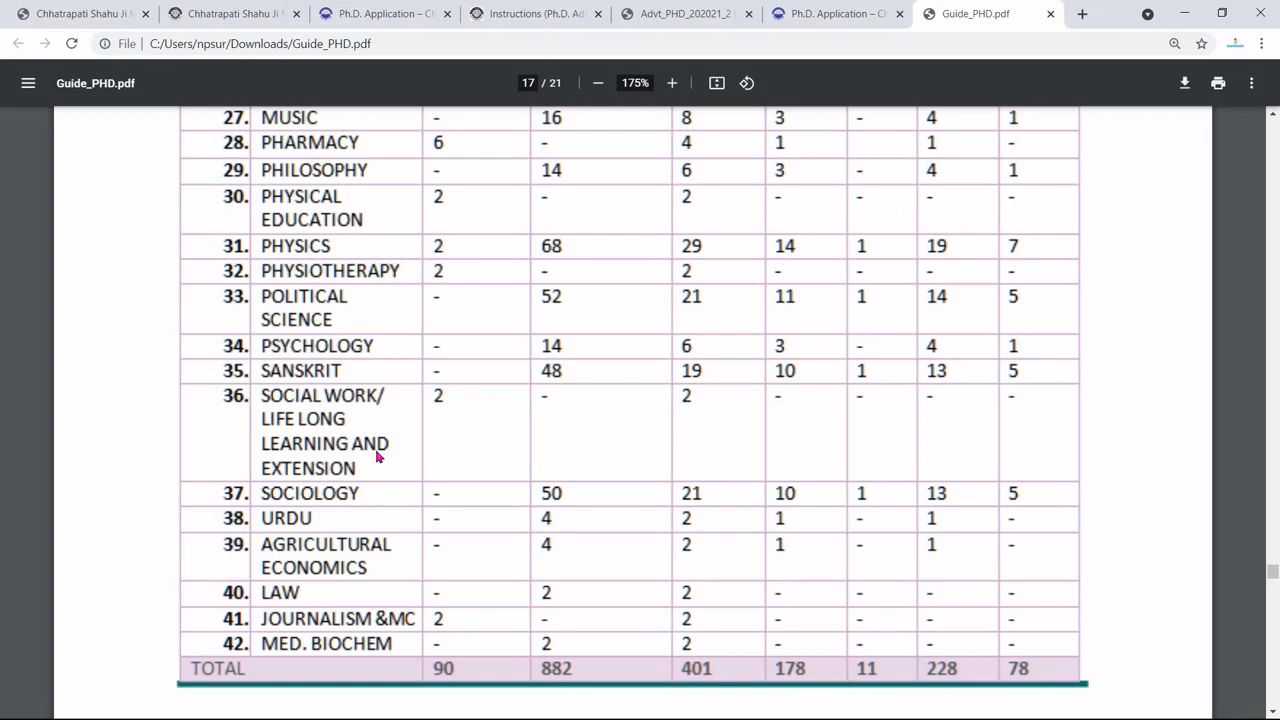 Chhatrapati Shahu Ji M
Chhatrapati Shahu Ji M
Ph.D. Application – Ch
Instructions (Ph.D. Adm
Advt_PHD_202021_2
Ph.D. Application – Ch
Guide_PHD.pdf
File C:/Users/npsur/Downloads/Guide_PHD.pdf
Guide_PHD.pdf 17 / 21 175%
27. MUSIC - 16 8 3 - 4 1
28. PHARMACY 6 - 4 1 1 -
29. PHILOSOPHY - 14 6 3 - 4 1
30. PHYSICAL 2 - 2 - - - -
EDUCATION
31. PHYSICS 2 68 29 14 1 19 7
32. PHYSIOTHERAPY 2 - 2 - - - -
33. POLITICAL - 52 21 11 1 14 5
SCIENCE
34. PSYCHOLOGY - 14 6 3 - 4 1
35. SANSKRIT - 48 19 10 1 13 5
36. SOCIAL WORK/ 2 - 2 - - - -
LIFE LONG
LEARNING AND
EXTENSION
37. SOCIOLOGY - 50 21 10 1 13 5
38. URDU - 4 2 1 - 1 -
39. AGRICULTURAL - 4 2 1 - 1 -
ECONOMICS
40. LAW - 2 2 - - - -
41. JOURNALISM &MC 2 - 2 - - - -
42. MED. BIOCHEM - 2 2 - - - -
TOTAL 90 882 401 178 11 228 78